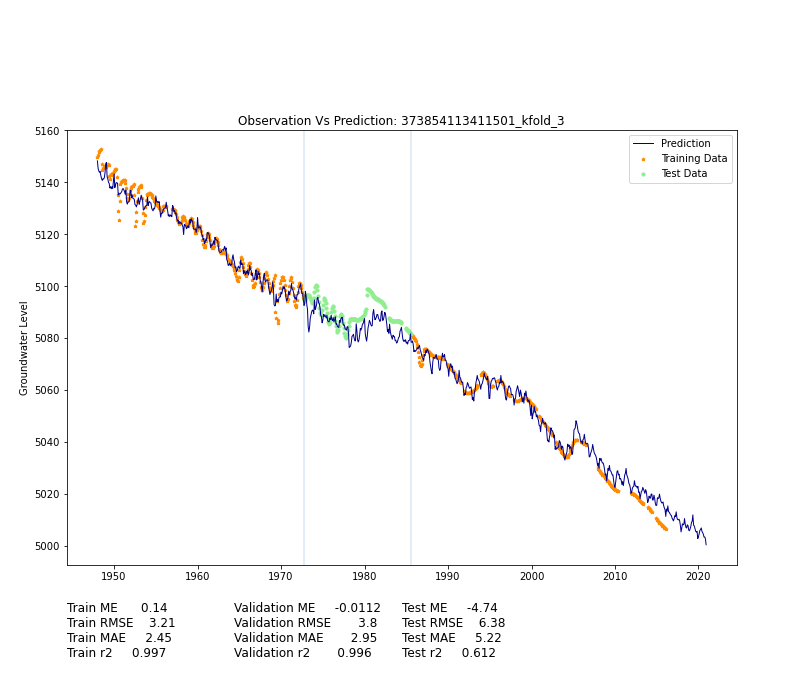 Observation Vs Prediction: 373854113411501_kfold_3
5160
5140
5120
5100
5080
5060
5040
5020
5000
Groundwater Level
Prediction
Training Data
Test Data
1950 1960 1970 1980 1990 2000 2010 2020
Train ME 0.14 Validation ME -0.0112 Test ME -4.74
Train RMSE 3.21 Validation RMSE 3.8 Test RMSE 6.38
Train MAE 2.45 Validation MAE 2.95 Test MAE 5.22
Train r2 0.997 Validation r2 0.996 Test r2 0.612